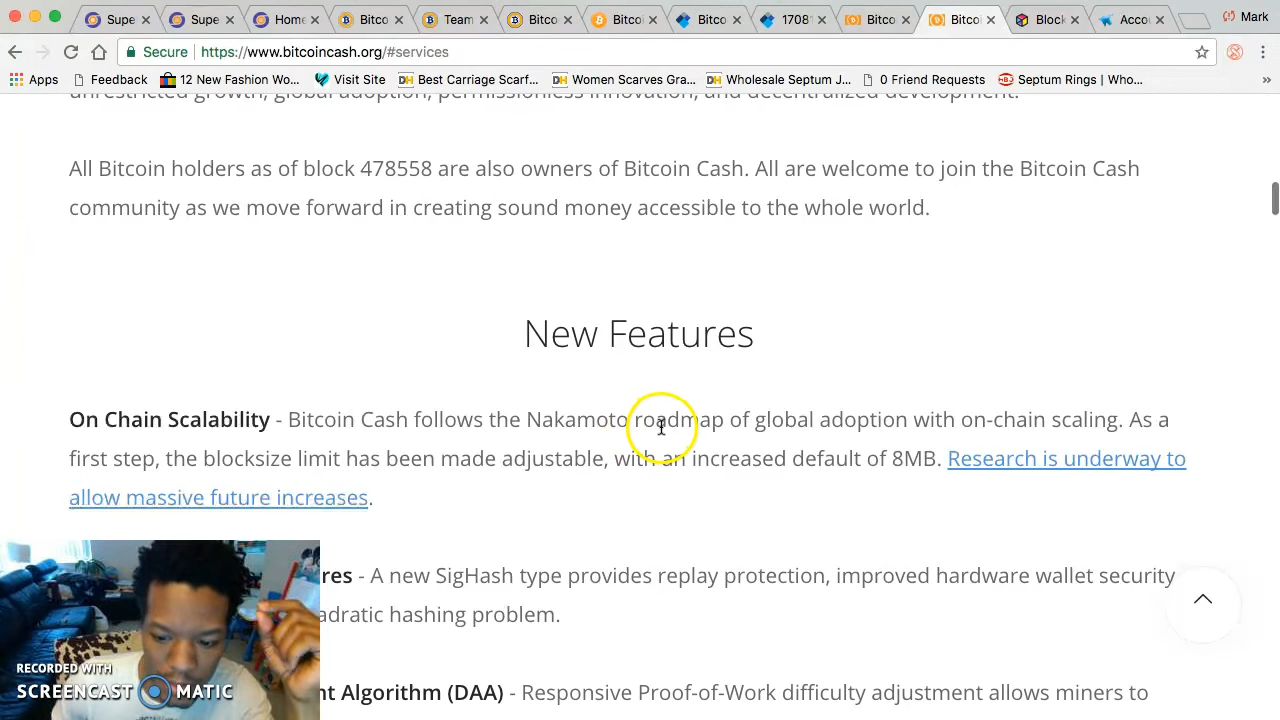 Supe
Supe
Home
Bitco
Team
Bitco
Bitcoi
Bitco
1708
Bitco
Bitcoi
Block
Accou
Mark
Secure
https://www.bitcoincash.org/#services
Apps
Feedback
12 New Fashion Wo...
Visit Site
Best Carriage Scarf...
Women Scarves Gra...
Wholesale Septum J...
0 Friend Requests
Septum Rings | Who...
unrestricted growth, global adoption, permissionless innovation, and decentralized development.
All Bitcoin holders as of block 478558 are also owners of Bitcoin Cash. All are welcome to join the Bitcoin Cash
community as we move forward in creating sound money accessible to the whole world.
New Features
On Chain Scalability - Bitcoin Cash follows the Nakamoto roadmap of global adoption with on-chain scaling. As a
first step, the blocksize limit has been made adjustable, with an increased default of 8MB. Research is underway to
allow massive future increases.
res - A new SigHash type provides replay protection, improved hardware wallet security
adratic hashing problem.
nt Algorithm (DAA) - Responsive Proof-of-Work difficulty adjustment allows miners to
RECORDED WITH
SCREENCAST MATIC